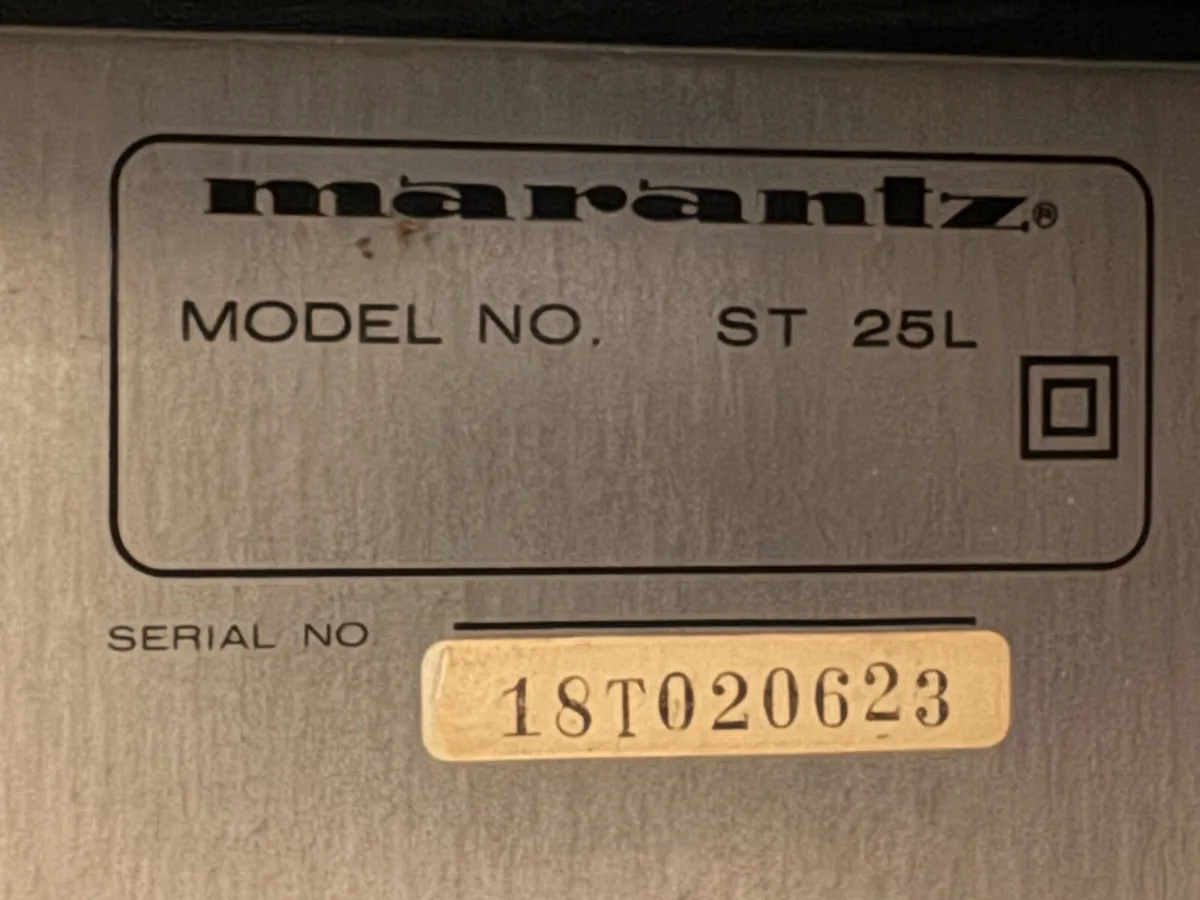 marantz®
MODEL NO. ST 25L
SERIAL NO
18T020623